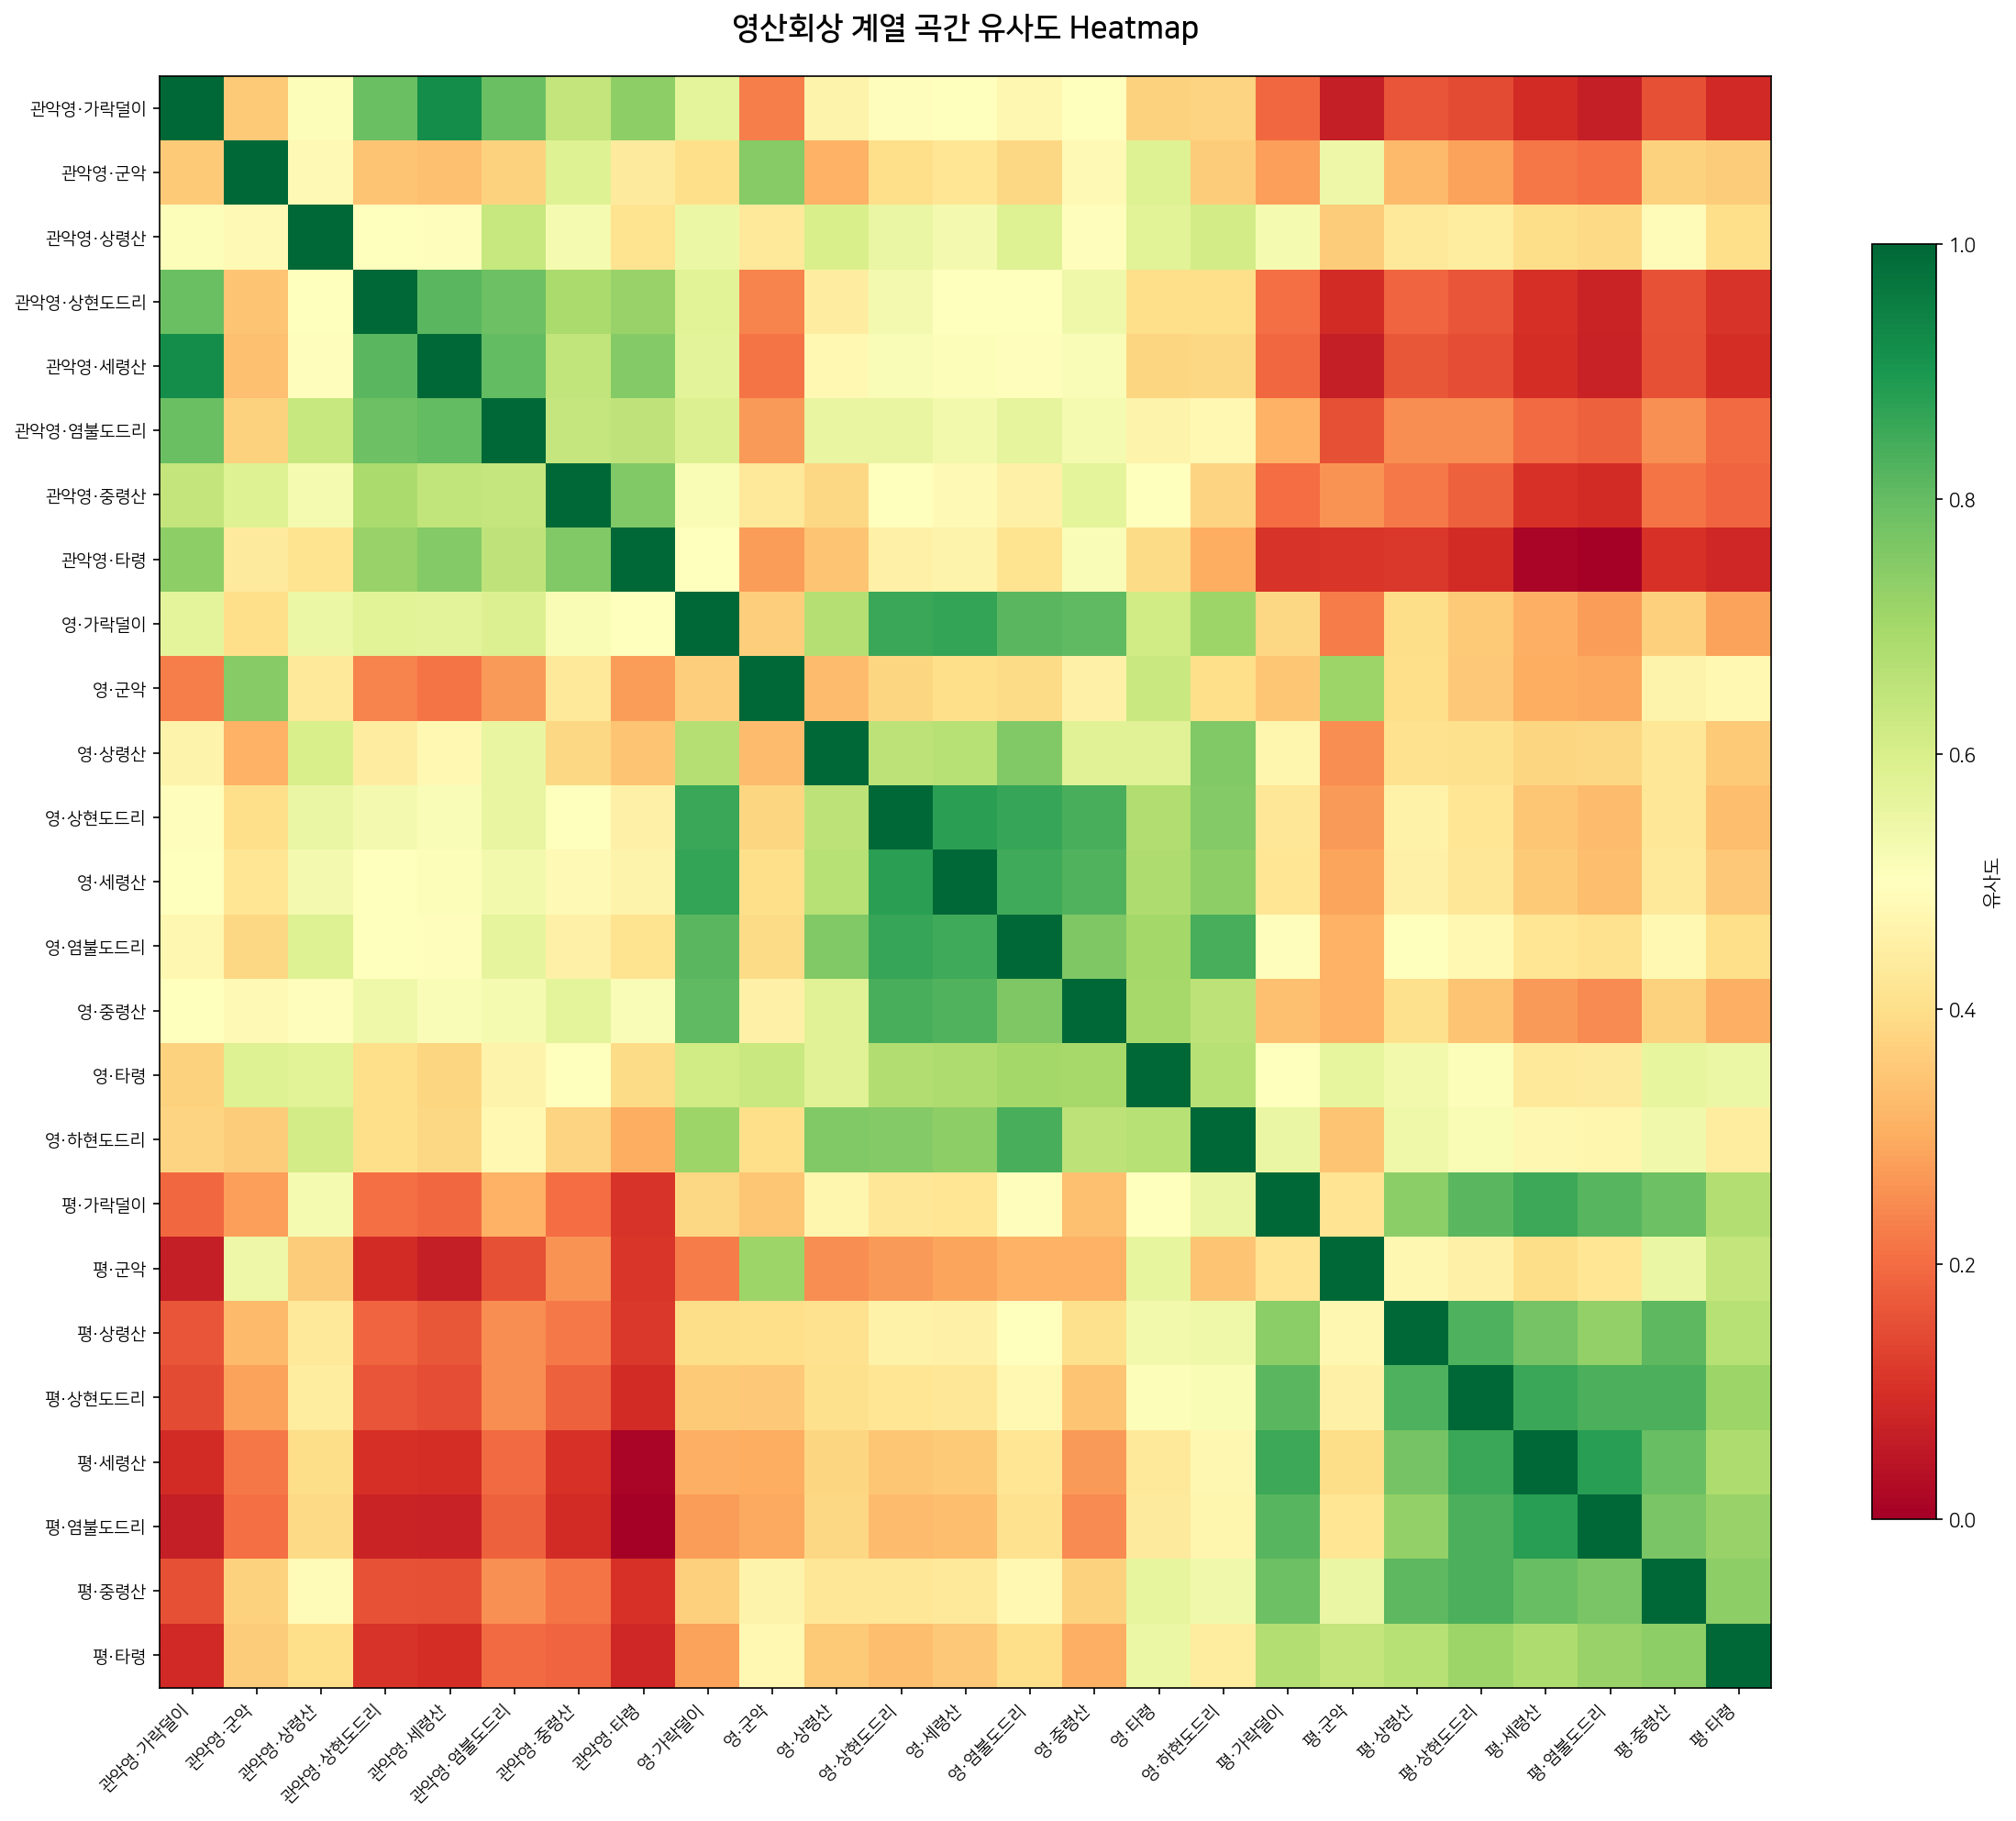 영산회상 계열 곡간 유사도 Heatmap
관악영·가락덜이
관악영·군악
관악영·상령산
관악영·상현도드리
관악영·세령산
관악영·염불도드리
관악영·중령산
관악영·타령
영·가락덜이
영·군악
영·상령산
영·상현도드리
영·세령산
영·염불도드리
영·중령산
영·타령
영·하현도드리
평·가락덜이
평·군악
평·상령산
평·상현도드리
평·세령산
평·염불도드리
평·중령산
평·타령
관악영·가락덜이
관악영·군악
관악영·상령산
관악영·상현도드리
관악영·세령산
관악영·염불도드리
관악영·중령산
관악영·타령
영·가락덜이
영·군악
영·상령산
영·상현도드리
영·세령산
영·염불도드리
영·중령산
영·타령
영·하현도드리
평·가락덜이
평·군악
평·상령산
평·상현도드리
평·세령산
평·염불도드리
평·중령산
평·타령
1.0
0.8
0.6
0.4
0.2
0.0
유사도